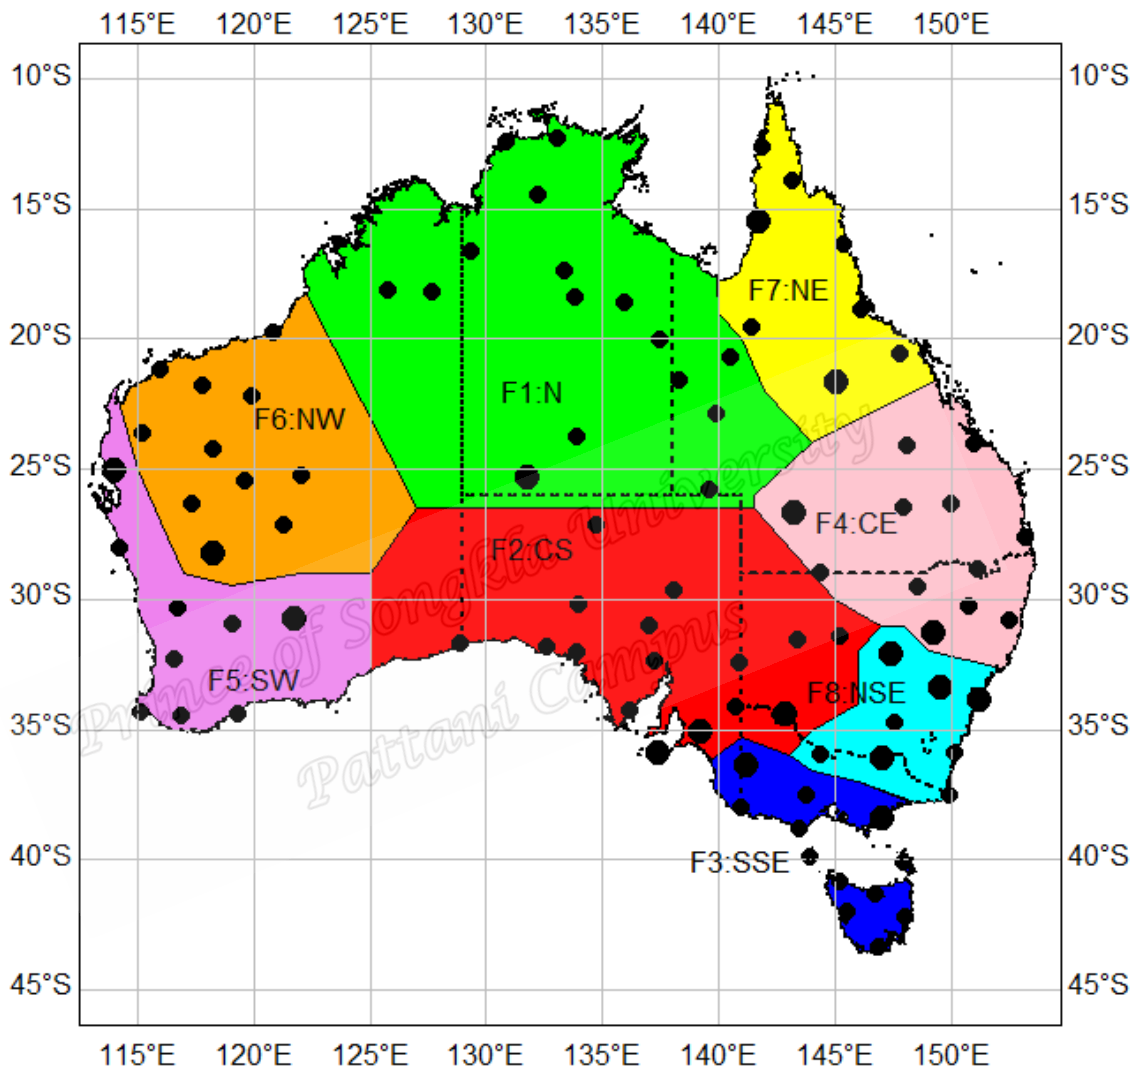 115°E 120°E 125°E 130°E 135°E 140°E 145°E 150°E
10°S 10°S
15°S 15°S
F7:NE
20°S 20°S
F1:N
F6:NW
25°S 25°S
F4:CE
F2:CS
30°S 30°S
F5:SW
F8:NSE
35°S 35°S
Prince of Songkla University
Pattani Campus
40°S 40°S
F3:SSE
45°S 45°S
115°E 120°E 125°E 130°E 135°E 140°E 145°E 150°E